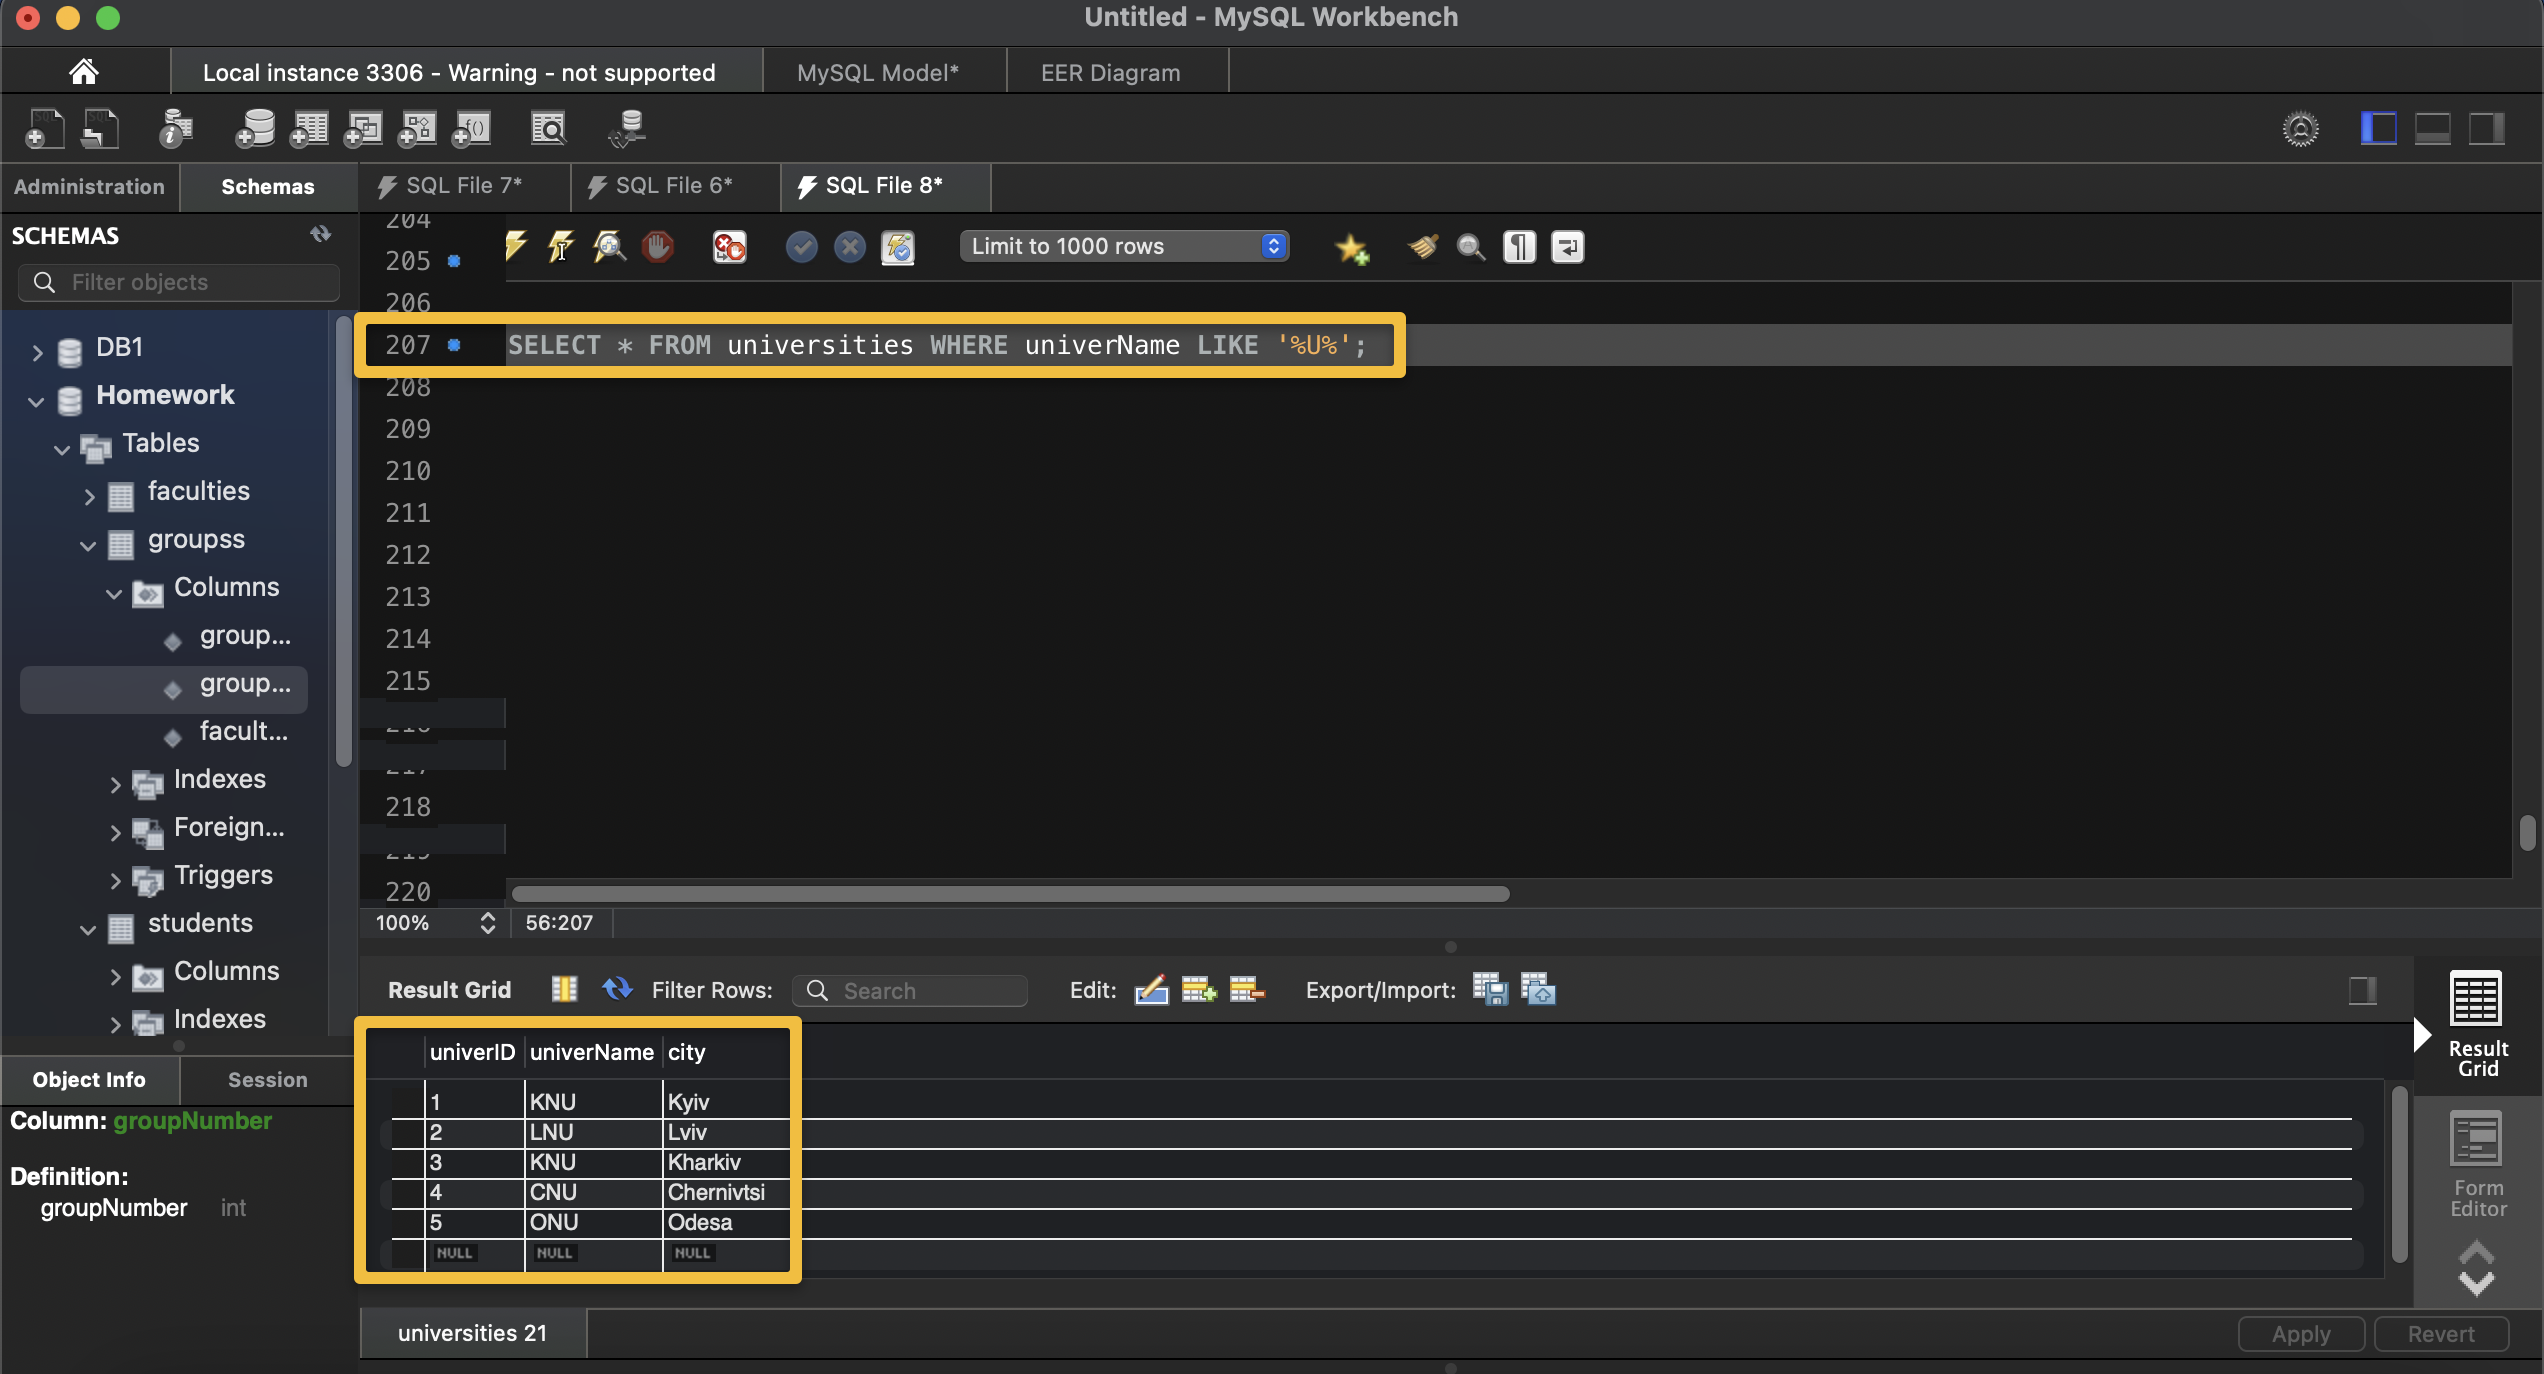 Untitled - MySQL Workbench
Local instance 3306 - Warning - not supported
MySQL Model*
EER Diagram
Administration
Schemas
SQL File 7*
SQL File 6*
SQL File 8*
SCHEMAS
Filter objects
DB1
Homework
Tables
faculties
groupss
Columns
group...
group...
facult...
Indexes
Foreign...
Triggers
students
Columns
Indexes
Object Info
Session
Column: groupNumber
Definition:
groupNumber int
Limit to 1000 rows
204
205
206
207 SELECT * FROM universities WHERE univerName LIKE '%U%';
208
209
210
211
212
213
214
215
218
220
100%
56:207
Result Grid
Filter Rows:
Search
Edit:
Export/Import:
univerID univerName city
1 KNU Kyiv
2 LNU Lviv
3 KNU Kharkiv
4 CNU Chernivtsi
5 ONU Odesa
NULL NULL NULL
Result
Grid
Form
Editor
universities 21
Apply
Revert